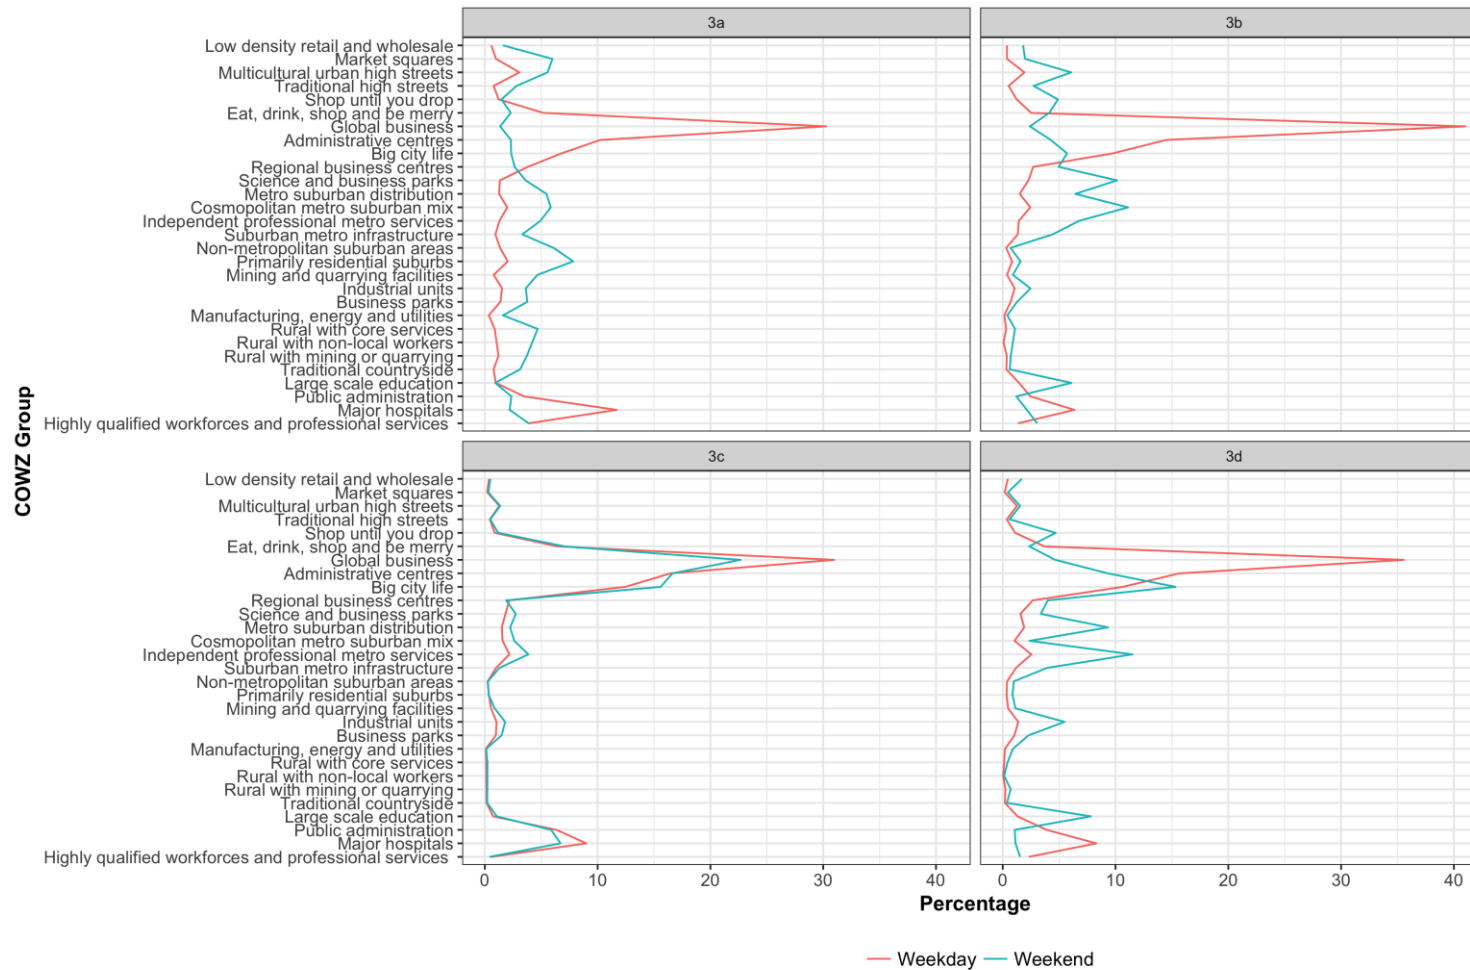 3a
3b
Low density retail and wholesale
Market squares
Multicultural urban high streets
Traditional high streets
Shop until you drop
Eat, drink, shop and be merry
Global business
Administrative centres
Big city life
Regional business centres
Science and business parks
Metro suburban distribution
Cosmopolitan metro suburban mix
Independent professional metro services
Suburban metro infrastructure
Non-metropolitan suburban areas
Primarily residential suburbs
Mining and quarrying facilities
Industrial units
Business parks
Manufacturing, energy and utilities
Rural with core services
Rural with non-local workers
Rural with mining or quarrying
Traditional countryside
Large scale education
Public administration
Major hospitals
Highly qualified workforces and professional services
COWZ Group
3c
3d
Low density retail and wholesale
Market squares
Multicultural urban high streets
Traditional high streets
Shop until you drop
Eat, drink, shop and be merry
Global business
Administrative centres
Big city life
Regional business centres
Science and business parks
Metro suburban distribution
Cosmopolitan metro suburban mix
Independent professional metro services
Suburban metro infrastructure
Non-metropolitan suburban areas
Primarily residential suburbs
Mining and quarrying facilities
Industrial units
Business parks
Manufacturing, energy and utilities
Rural with core services
Rural with non-local workers
Rural with mining or quarrying
Traditional countryside
Large scale education
Public administration
Major hospitals
Highly qualified workforces and professional services
0 10 20 30 40 0 10 20 30 40
Percentage
Weekday Weekend